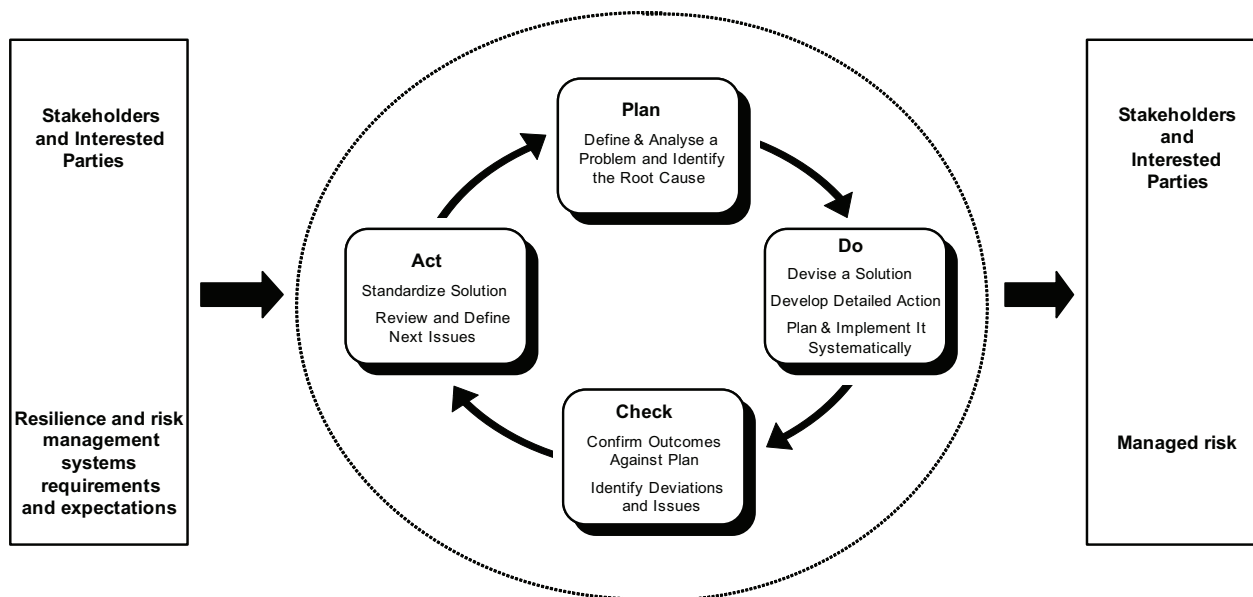 Stakeholders
and Interested
Parties
Resilience and risk
management
systems
requirements
and expectations
Plan
Define & Analyse a
Problem and Identify
the Root Cause
Do
Devise a Solution
Develop Detailed Action
Plan & Implement It
Systematically
Check
Confirm Outcomes
Against Plan
Identify Deviations
and Issues
Act
Standardize Solution
Review and Define
Next Issues
Stakeholders
and
Interested
Parties
Managed risk